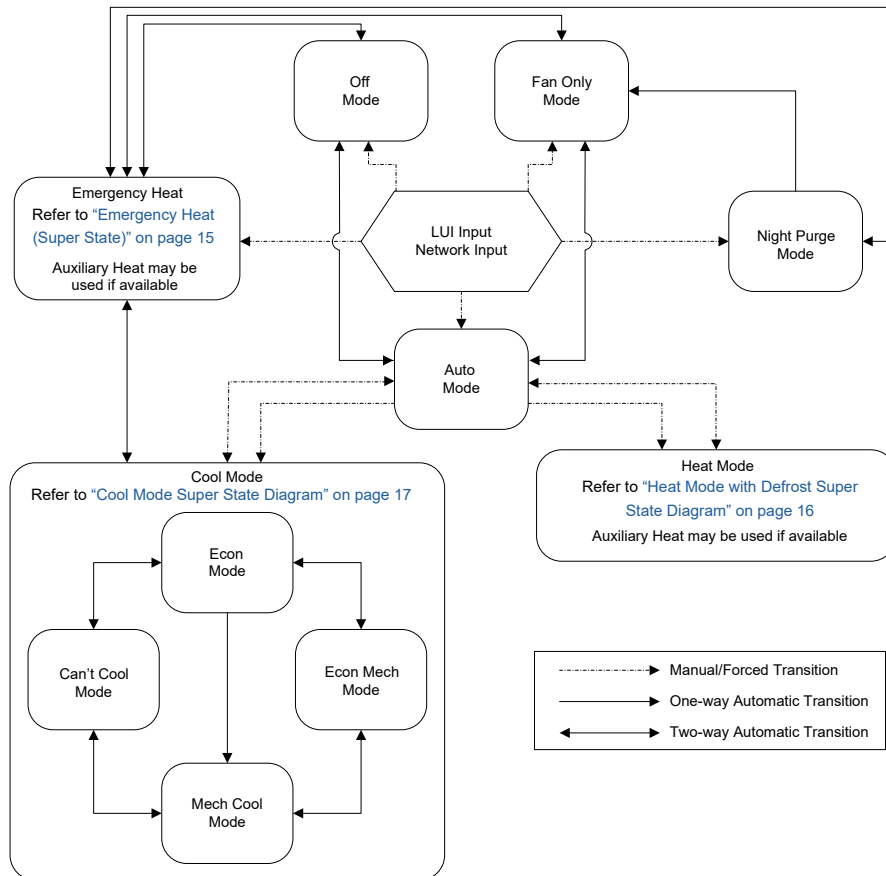 Off
Mode
Fan Only
Mode
Emergency Heat
Refer to “Emergency Heat
(Super State)” on page 15
Auxiliary Heat may be
used if available
LUI Input
Network Input
Night Purge
Mode
Auto
Mode
Cool Mode
Refer to “Cool Mode Super State Diagram” on page 17
Heat Mode
Refer to “Heat Mode with Defrost Super
State Diagram” on page 16
Auxiliary Heat may be used if available
Econ
Mode
Can’t Cool
Mode
Econ Mech
Mode
Mech Cool
Mode
Manual/Forced Transition
One-way Automatic Transition
Two-way Automatic Transition